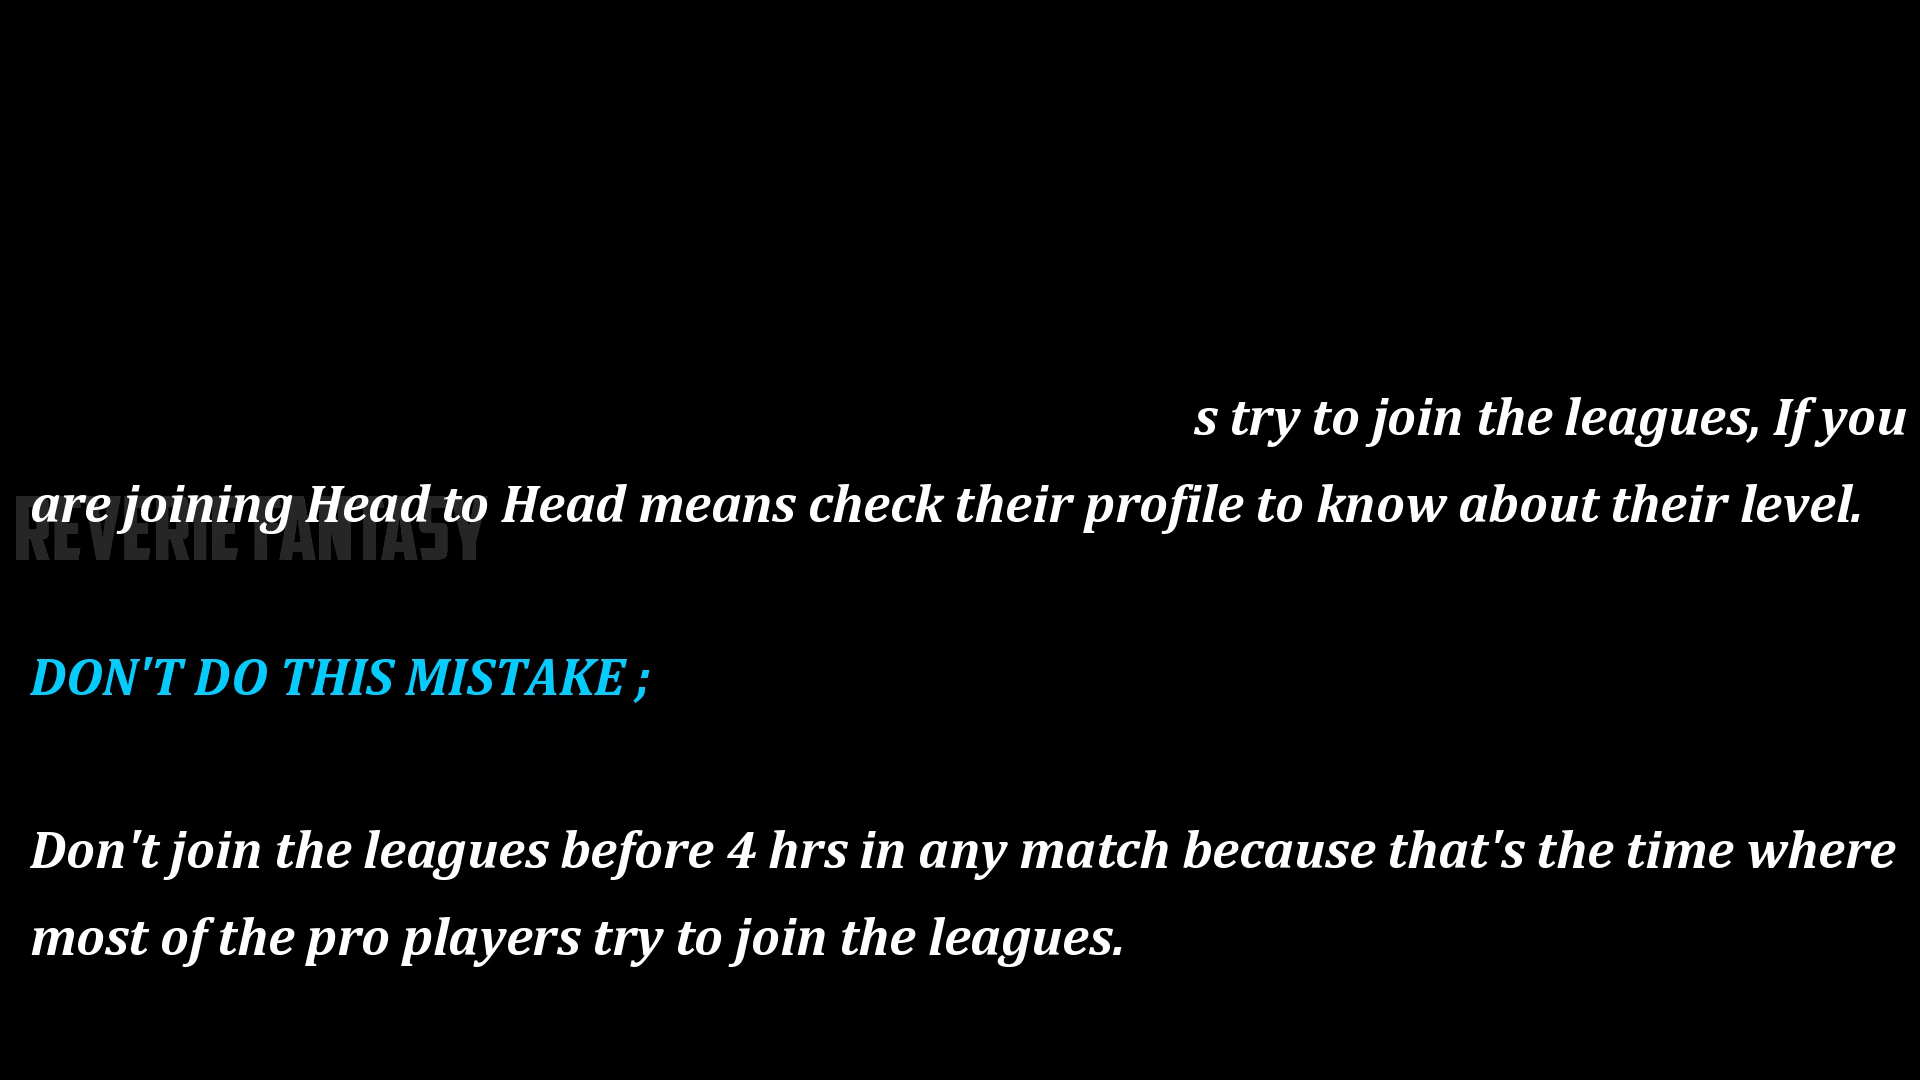 s try to join the leagues, If you
are joining Head to Head means check their profile to know about their level.
REVERIE FANTASY
DON'T DO THIS MISTAKE ;
Don't join the leagues before 4 hrs in any match because that's the time where
most of the pro players try to join the leagues.